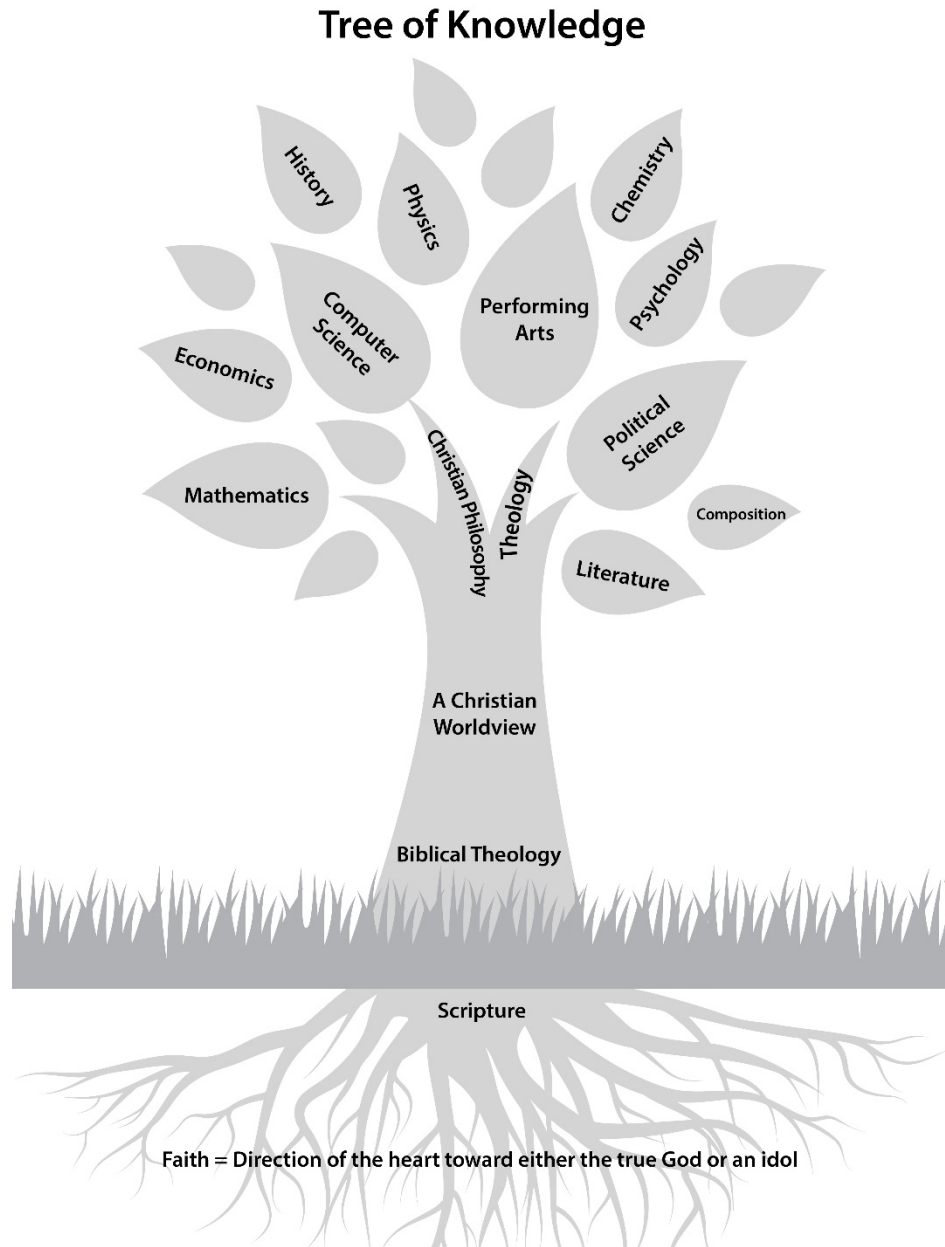 Tree of Knowledge
History
Physics
Chemistry
Psychology
Computer
Science
Performing
Arts
Economics
Political
Science
Mathematics
Christian Philosophy
Theology
Composition
Literature
A Christian
Worldview
Biblical Theology
Scripture
Faith = Direction of the heart toward either the true God or an idol